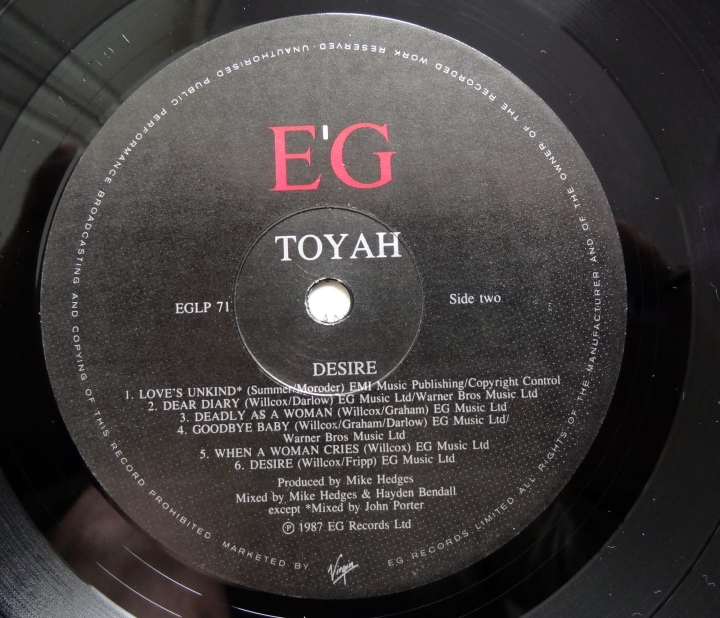 E'G
TOYAH
EGLP 71
Side two
DESIRE
1. LOVE'S UNKIND* (Summer/Moroder) EMI Music Publishing/Copyright Control
2. DEAR DIARY (Willcox/Darlow) EG Music Ltd/Warner Bros Music Ltd
3. DEADLY AS A WOMAN (Willcox/Graham) EG Music Ltd
4. GOODBYE BABY (Willcox/Graham/Darlow) EG Music Ltd/
Warner Bros Music Ltd
5. WHEN A WOMAN CRIES (Willcox) EG Music Ltd
6. DESIRE (Willcox/Fripp) EG Music Ltd
Produced by Mike Hedges
Mixed by Mike Hedges & Hayden Bendall
except *Mixed by John Porter
℗ 1987 EG Records Ltd
MARKETED BY Virgin EG RECORDS LIMITED. ALL RIGHTS OF THE MANUFACTURER AND OF THE OWNER OF THE RECORDED WORK RESERVED. UNAUTHORISED PUBLIC PERFORMANCE BROADCASTING AND COPYING OF THIS RECORD PROHIBITED.